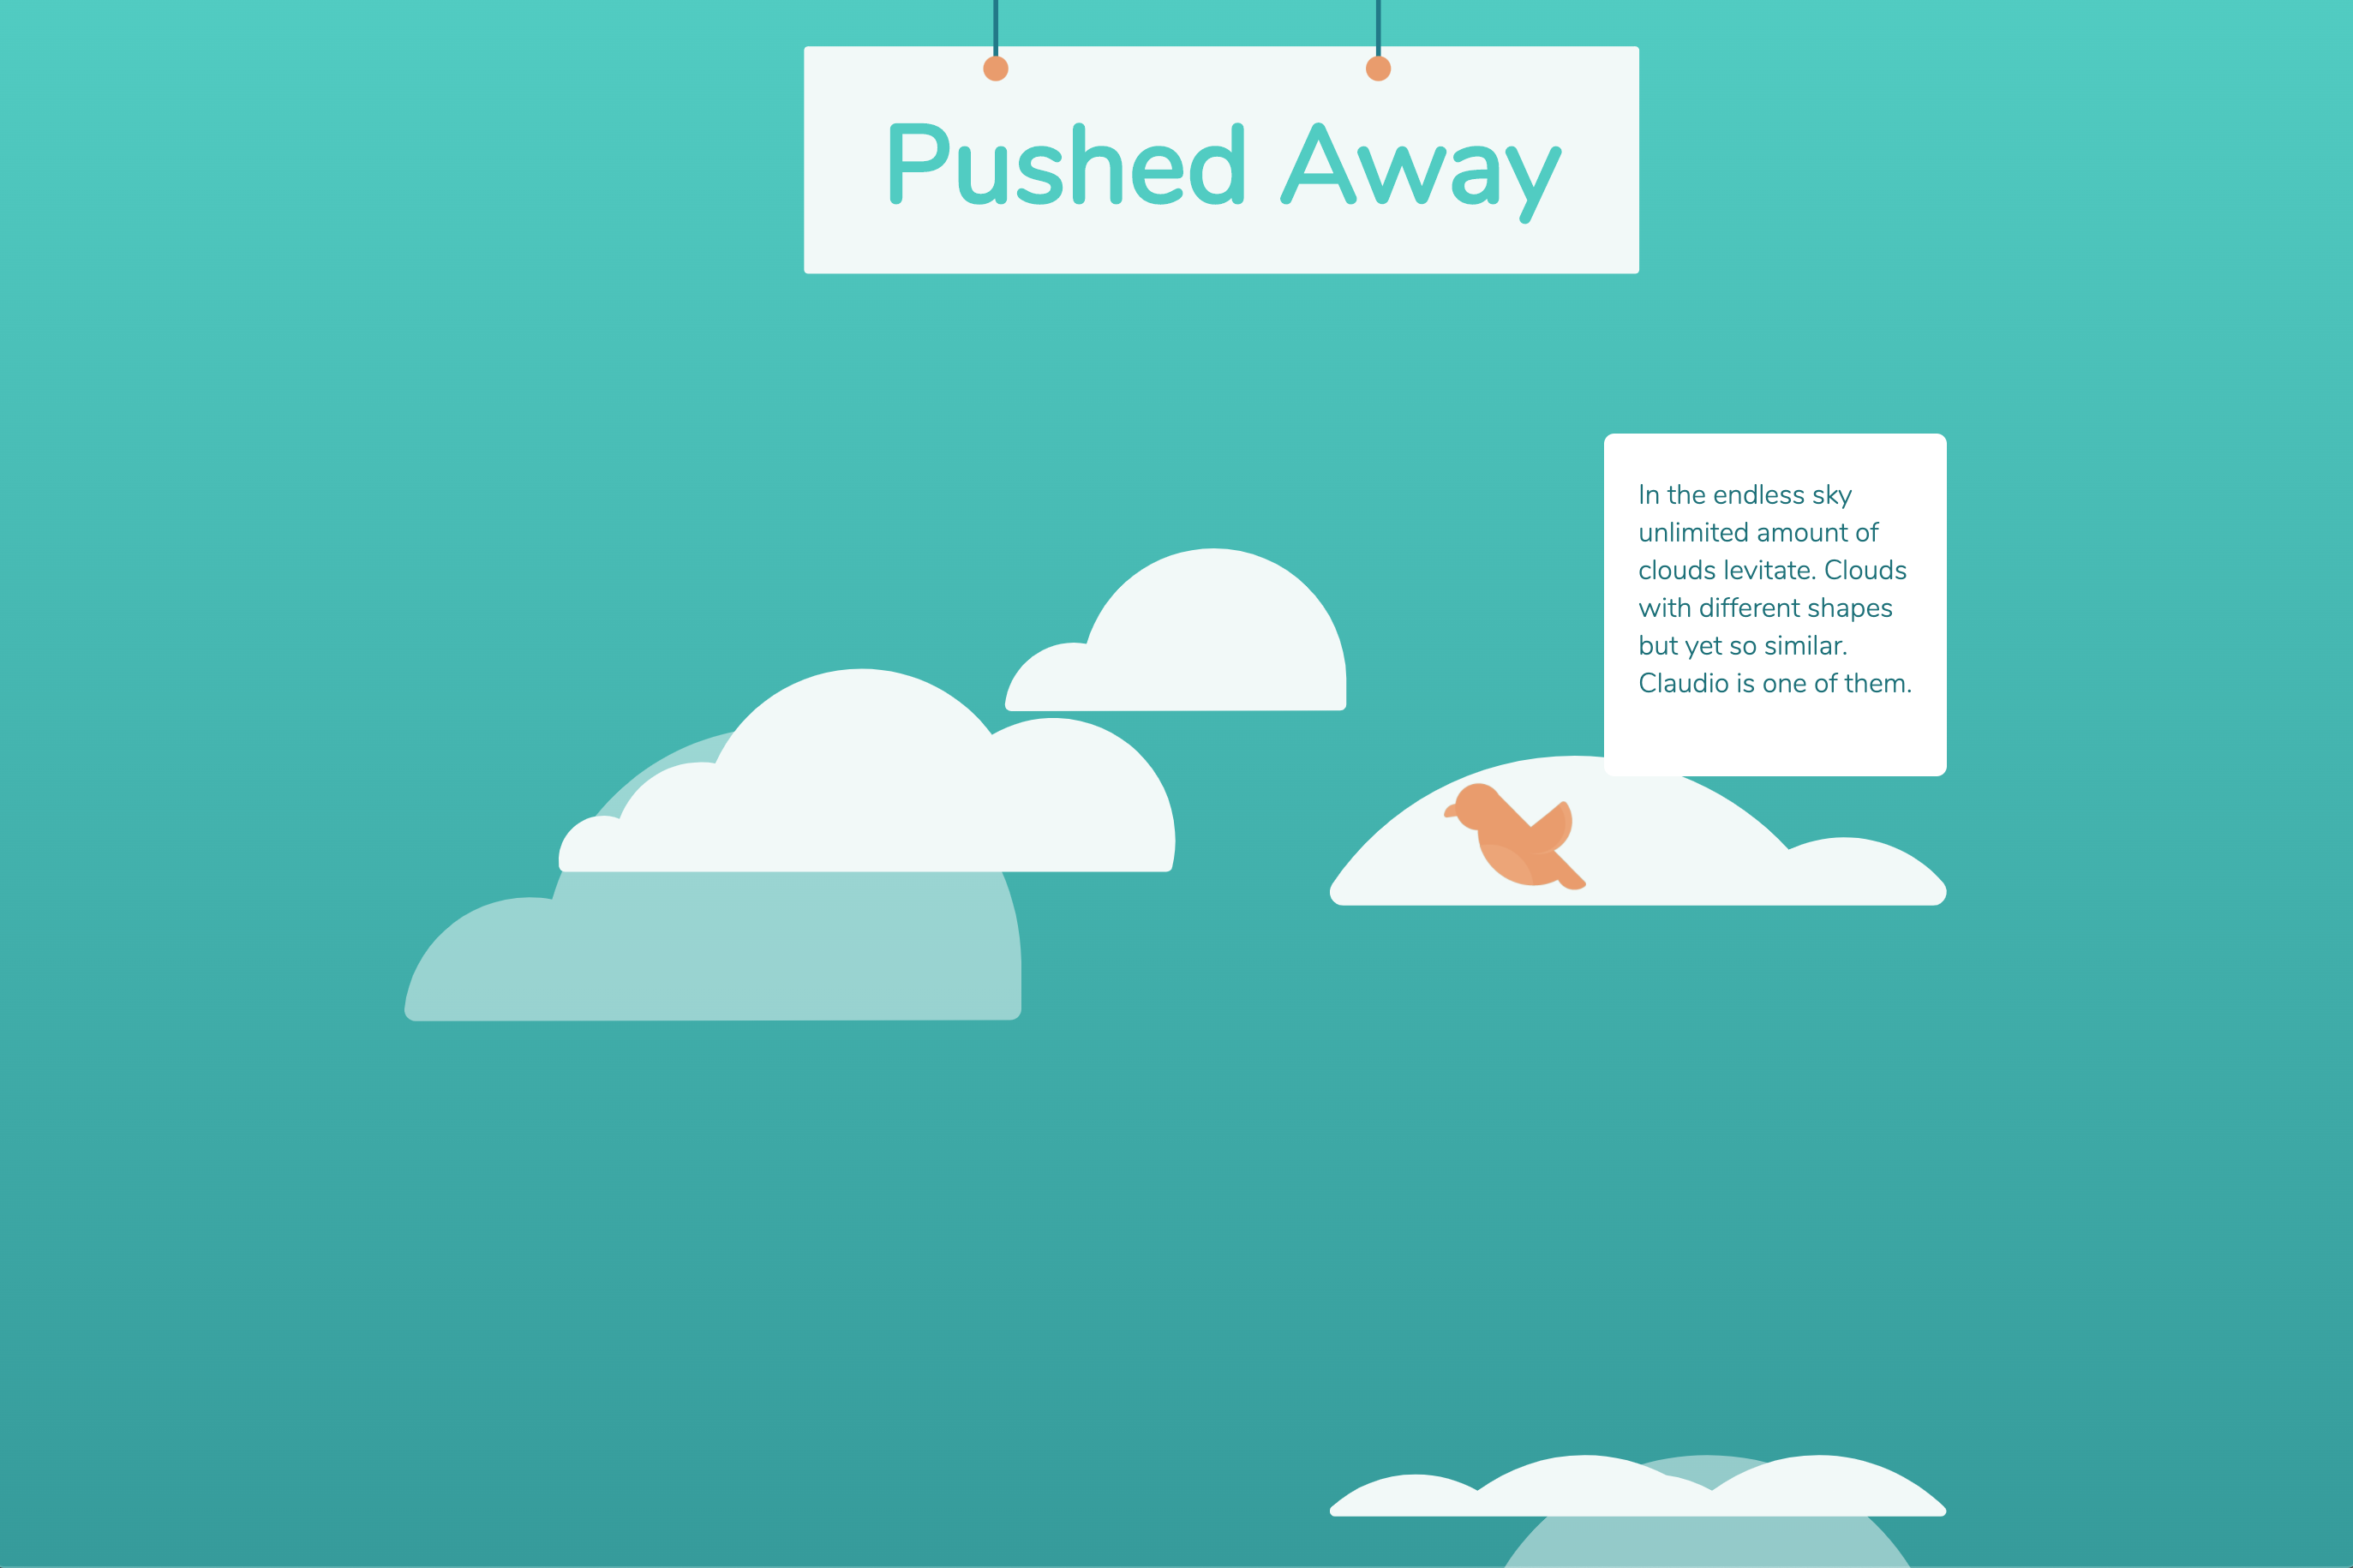 Pushed Away
In the endless sky
unlimited amount of
clouds levitate. Clouds
with different shapes
but yet so similar.
Claudio is one of them.